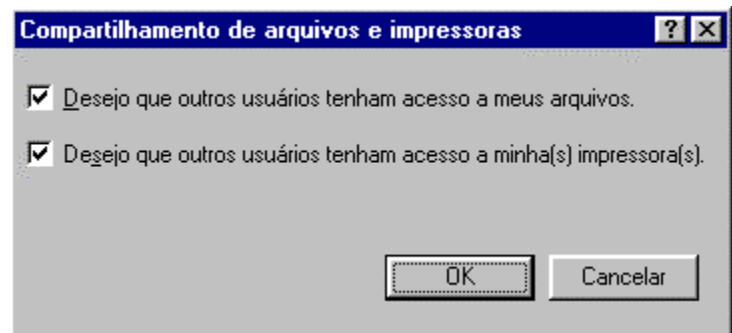 Compartilhamento de arquivos e impressoras
Desejo que outros usuários tenham acesso a meus arquivos.
Desejo que outros usuários tenham acesso a minha(s) impressora(s).
OK
Cancelar